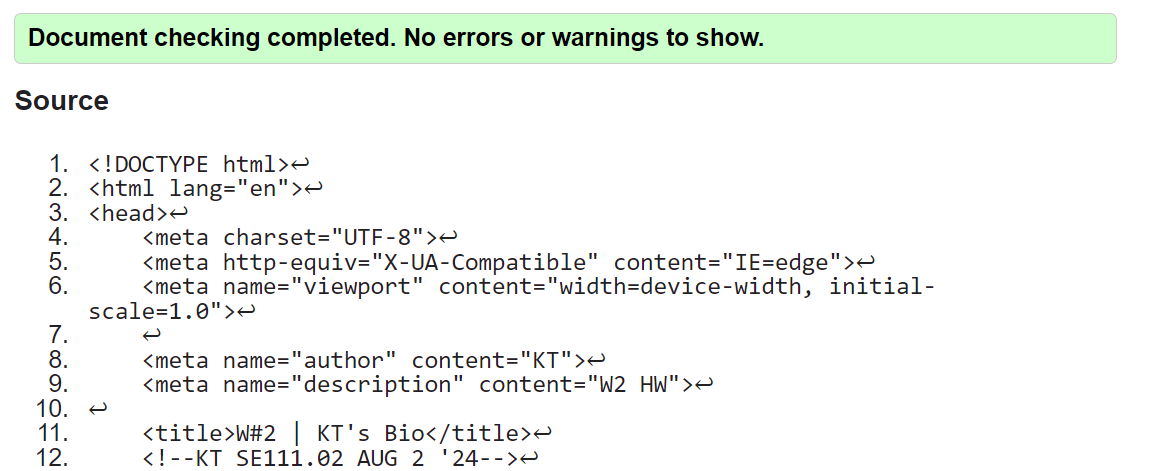 Document checking completed. No errors or warnings to show.
Source
1. <!DOCTYPE html>↩
2. <html lang="en">↩
3. <head>↩
4.     <meta charset="UTF-8">↩
5.     <meta http-equiv="X-UA-Compatible" content="IE=edge">↩
6.     <meta name="viewport" content="width=device-width, initial-
scale=1.0">↩
7.     ↩
8.     <meta name="author" content="KT">↩
9.     <meta name="description" content="W2 HW">↩
10. ↩
11.     <title>W#2 | KT's Bio</title>↩
12.     <!--KT SE111.02 AUG 2 '24-->↩